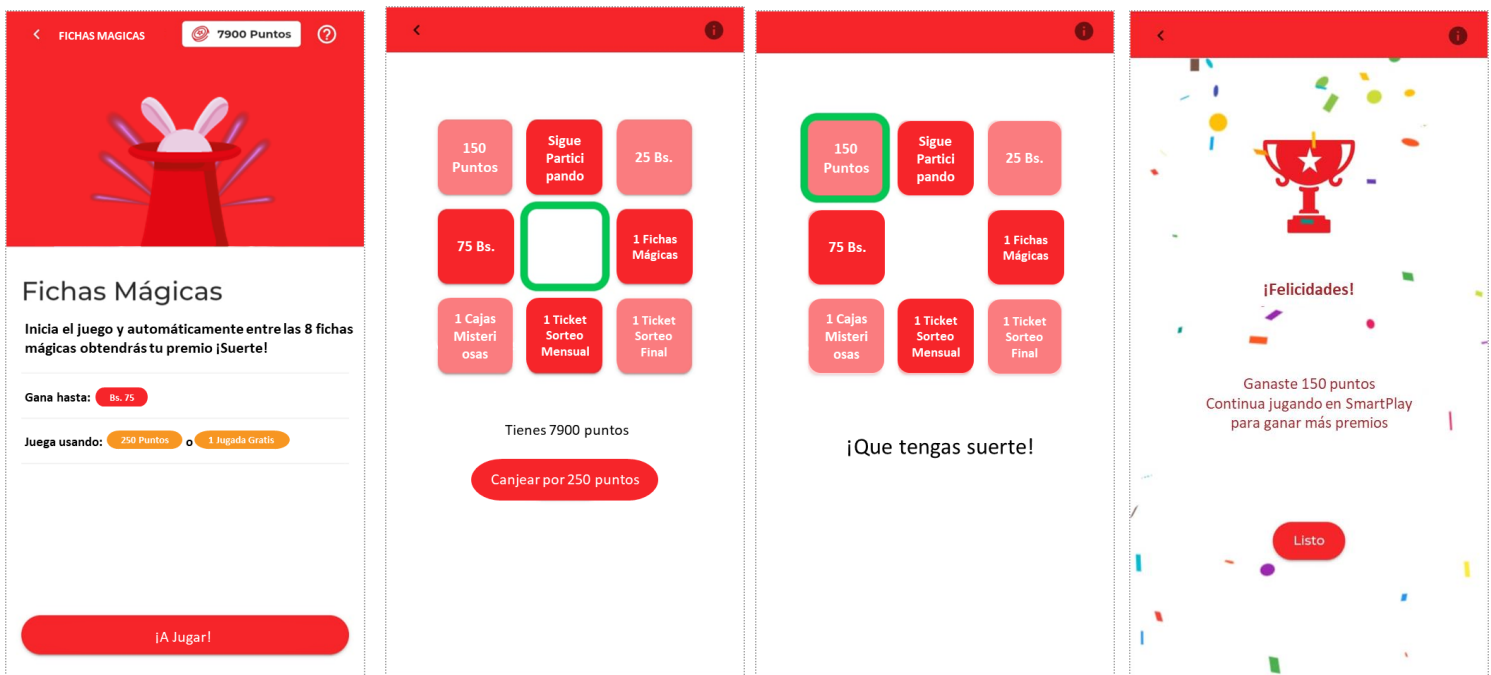 FICHAS MAGICAS
7900 Puntos
Fichas Mágicas
Inicia el juego y automáticamente entre las 8 fichas
mágicas obtendrás tu premio ¡Suerte!
Gana hasta: Bs. 75
Juega usando: 250 Puntos o 1 Jugada Gratis
¡A Jugar!
150
Puntos
Sigue
Partici
pando
25 Bs.
75 Bs.
1 Fichas
Mágicas
1 Cajas
Misteri
osas
1 Ticket
Sorteo
Mensual
1 Ticket
Sorteo
Final
Tienes 7900 puntos
Canjear por 250 puntos
150
Puntos
Sigue
Partici
pando
25 Bs.
75 Bs.
1 Fichas
Mágicas
1 Cajas
Misteri
osas
1 Ticket
Sorteo
Mensual
1 Ticket
Sorteo
Final
¡Que tengas suerte!
¡Felicidades!
Ganaste 150 puntos
Continua jugando en SmartPlay
para ganar más premios
Listo